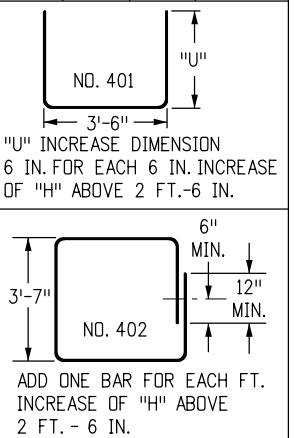 "U"
NO. 401
3'-6"
"U" INCREASE DIMENSION
6 IN. FOR EACH 6 IN. INCREASE
OF "H" ABOVE 2 FT.-6 IN.
6"
MIN.
12"
MIN.
3'-7"
NO. 402
ADD ONE BAR FOR EACH FT.
INCREASE OF "H" ABOVE
2 FT. - 6 IN.